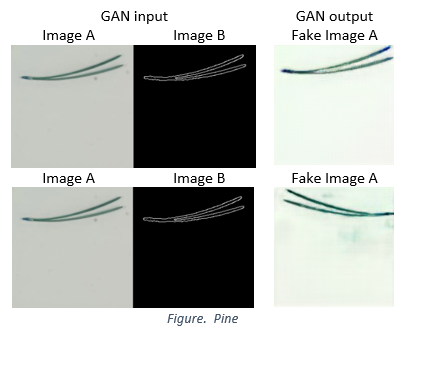 GAN input GAN output
Image A Image B Fake Image A
Image A Image B Fake Image A
Figure. Pine